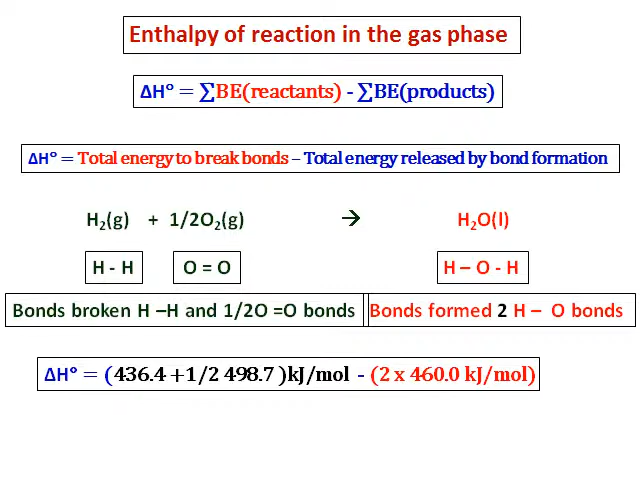 Enthalpy of reaction in the gas phase
ΔH° = ∑BE(reactants) - ∑BE(products)
ΔH° = Total energy to break bonds – Total energy released by bond formation
H₂(g) + 1/2O₂(g) → H₂O(l)
H - H O = O H – O - H
Bonds broken H –H and 1/2O =O bonds Bonds formed 2 H – O bonds
ΔH° = (436.4 +1/2 498.7 )kJ/mol - (2 x 460.0 kJ/mol)